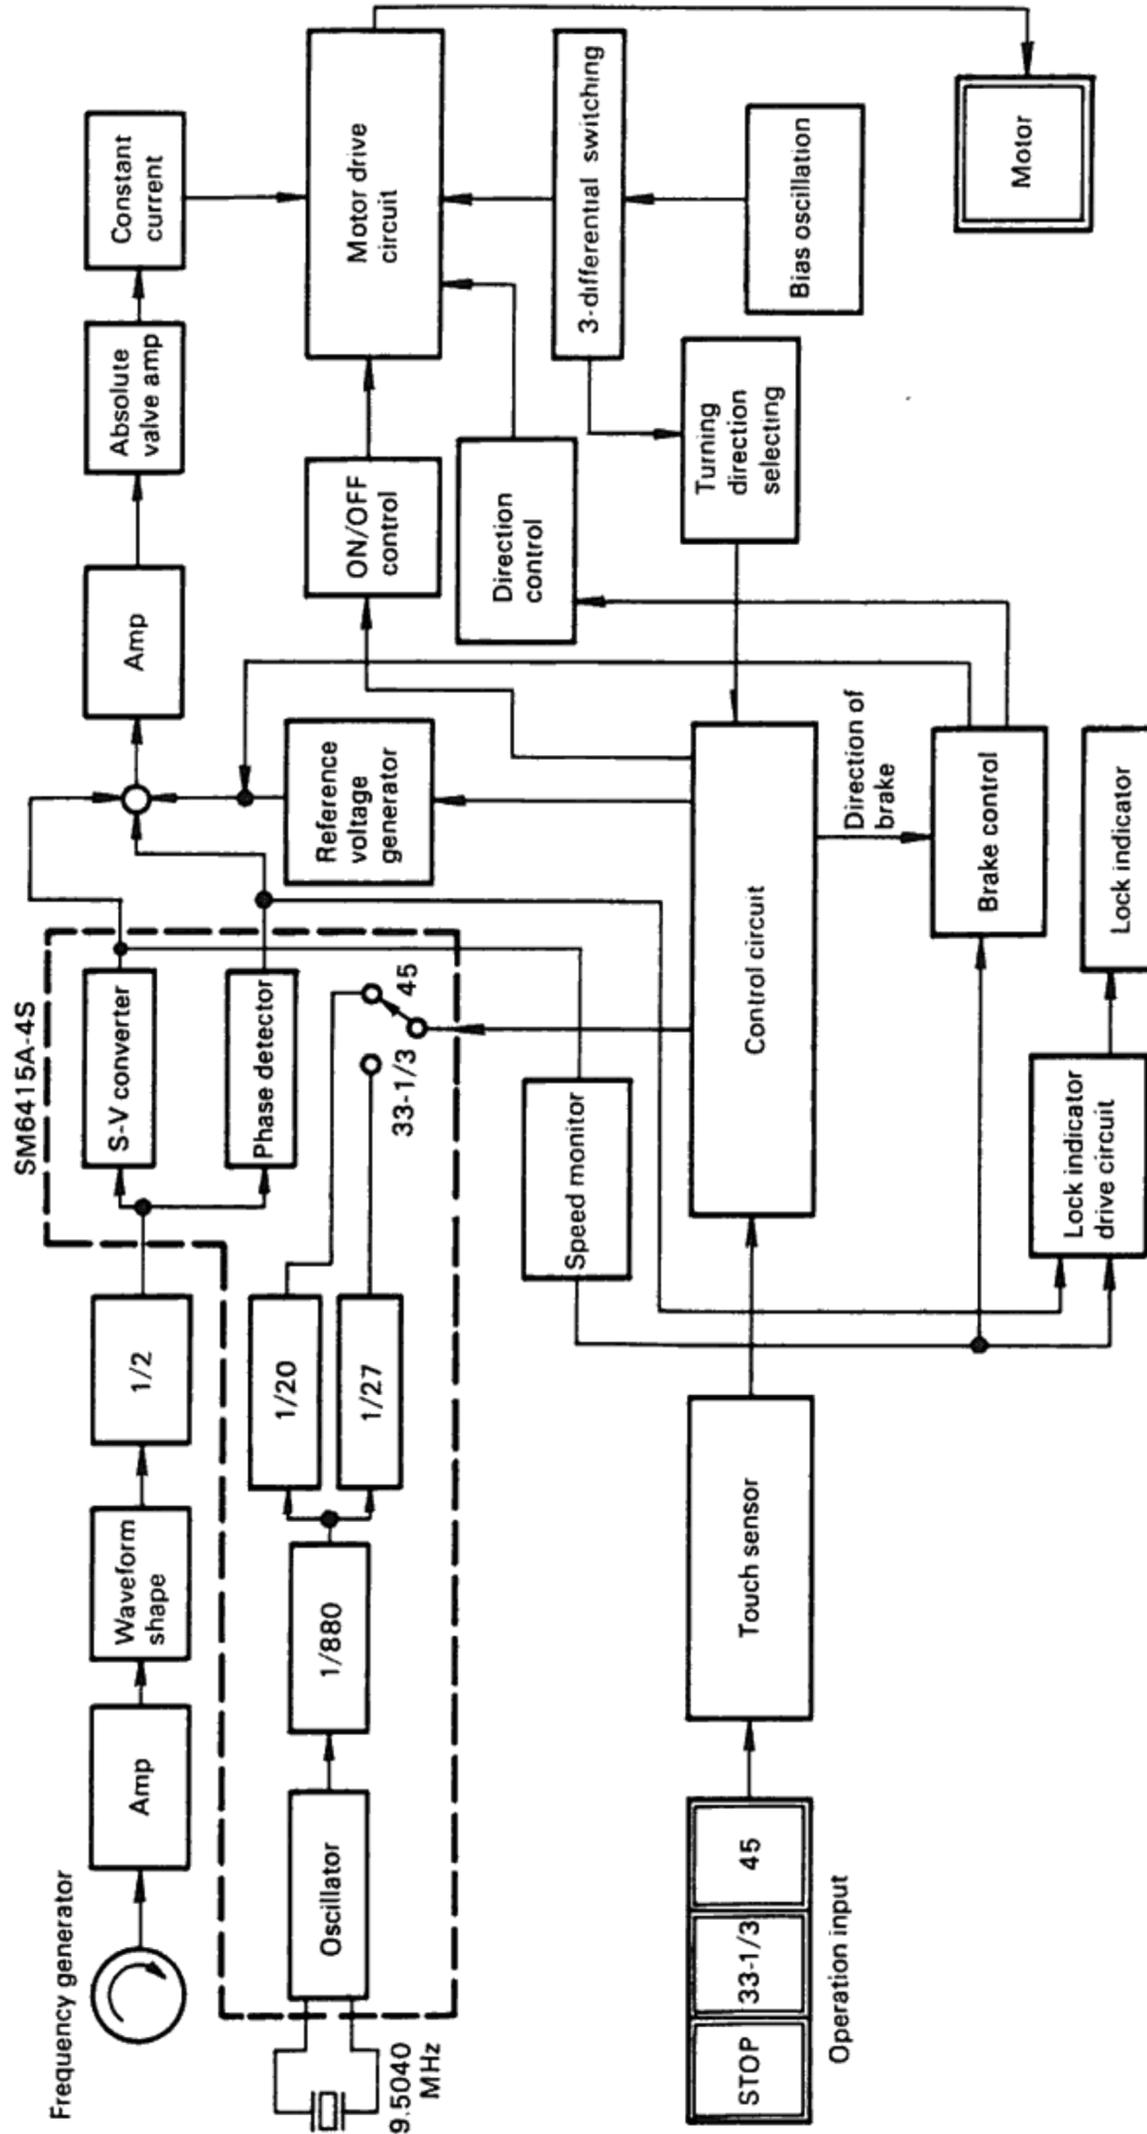 Frequency generator
Amp
Waveform
shape
1/2
SM6415A-4S
S-V converter
Phase detector
Amp
Absolute
valve amp
Constant
current
9.5040
MHz
Oscillator
1/880
1/20
1/27
33-1/3
45
Reference
voltage
generator
ON/OFF
control
Motor drive
circuit
Direction
control
3-differential switching
Speed monitor
Turning
direction
selecting
Bias oscillation
STOP
33-1/3
45
Operation input
Touch sensor
Control circuit
Direction of
brake
Brake control
Motor
Lock indicator
drive circuit
Lock indicator